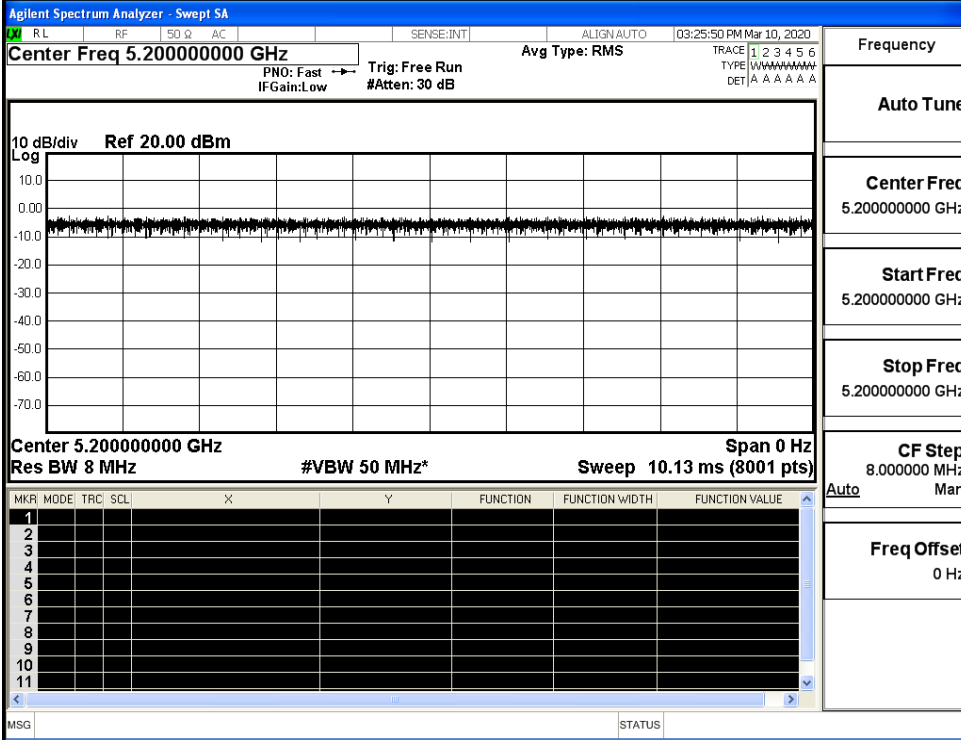 Agilent Spectrum Analyzer - Swept SA
LXI RL RF 50 Ω AC SENSE:INT ALIGN AUTO 03:25:50 PM Mar 10, 2020
Center Freq 5.200000000 GHz
PNO: Fast
IFGain:Low
Trig: Free Run
#Atten: 30 dB
Avg Type: RMS
TRACE 1 2 3 4 5 6
TYPE WWWWWW
DET A A A A A A
10 dB/div Ref 20.00 dBm
Log
10.0
0.00
-10.0
-20.0
-30.0
-40.0
-50.0
-60.0
-70.0
Center 5.200000000 GHz Span 0 Hz
Res BW 8 MHz #VBW 50 MHz* Sweep 10.13 ms (8001 pts)
MKR MODE TRC SCL X Y FUNCTION FUNCTION WIDTH FUNCTION VALUE
1
2
3
4
5
6
7
8
9
10
11
MSG STATUS
Frequency
Auto Tune
Center Freq
5.200000000 GHz
Start Freq
5.200000000 GHz
Stop Freq
5.200000000 GHz
CF Step
8.000000 MHz
Auto Man
Freq Offset
0 Hz